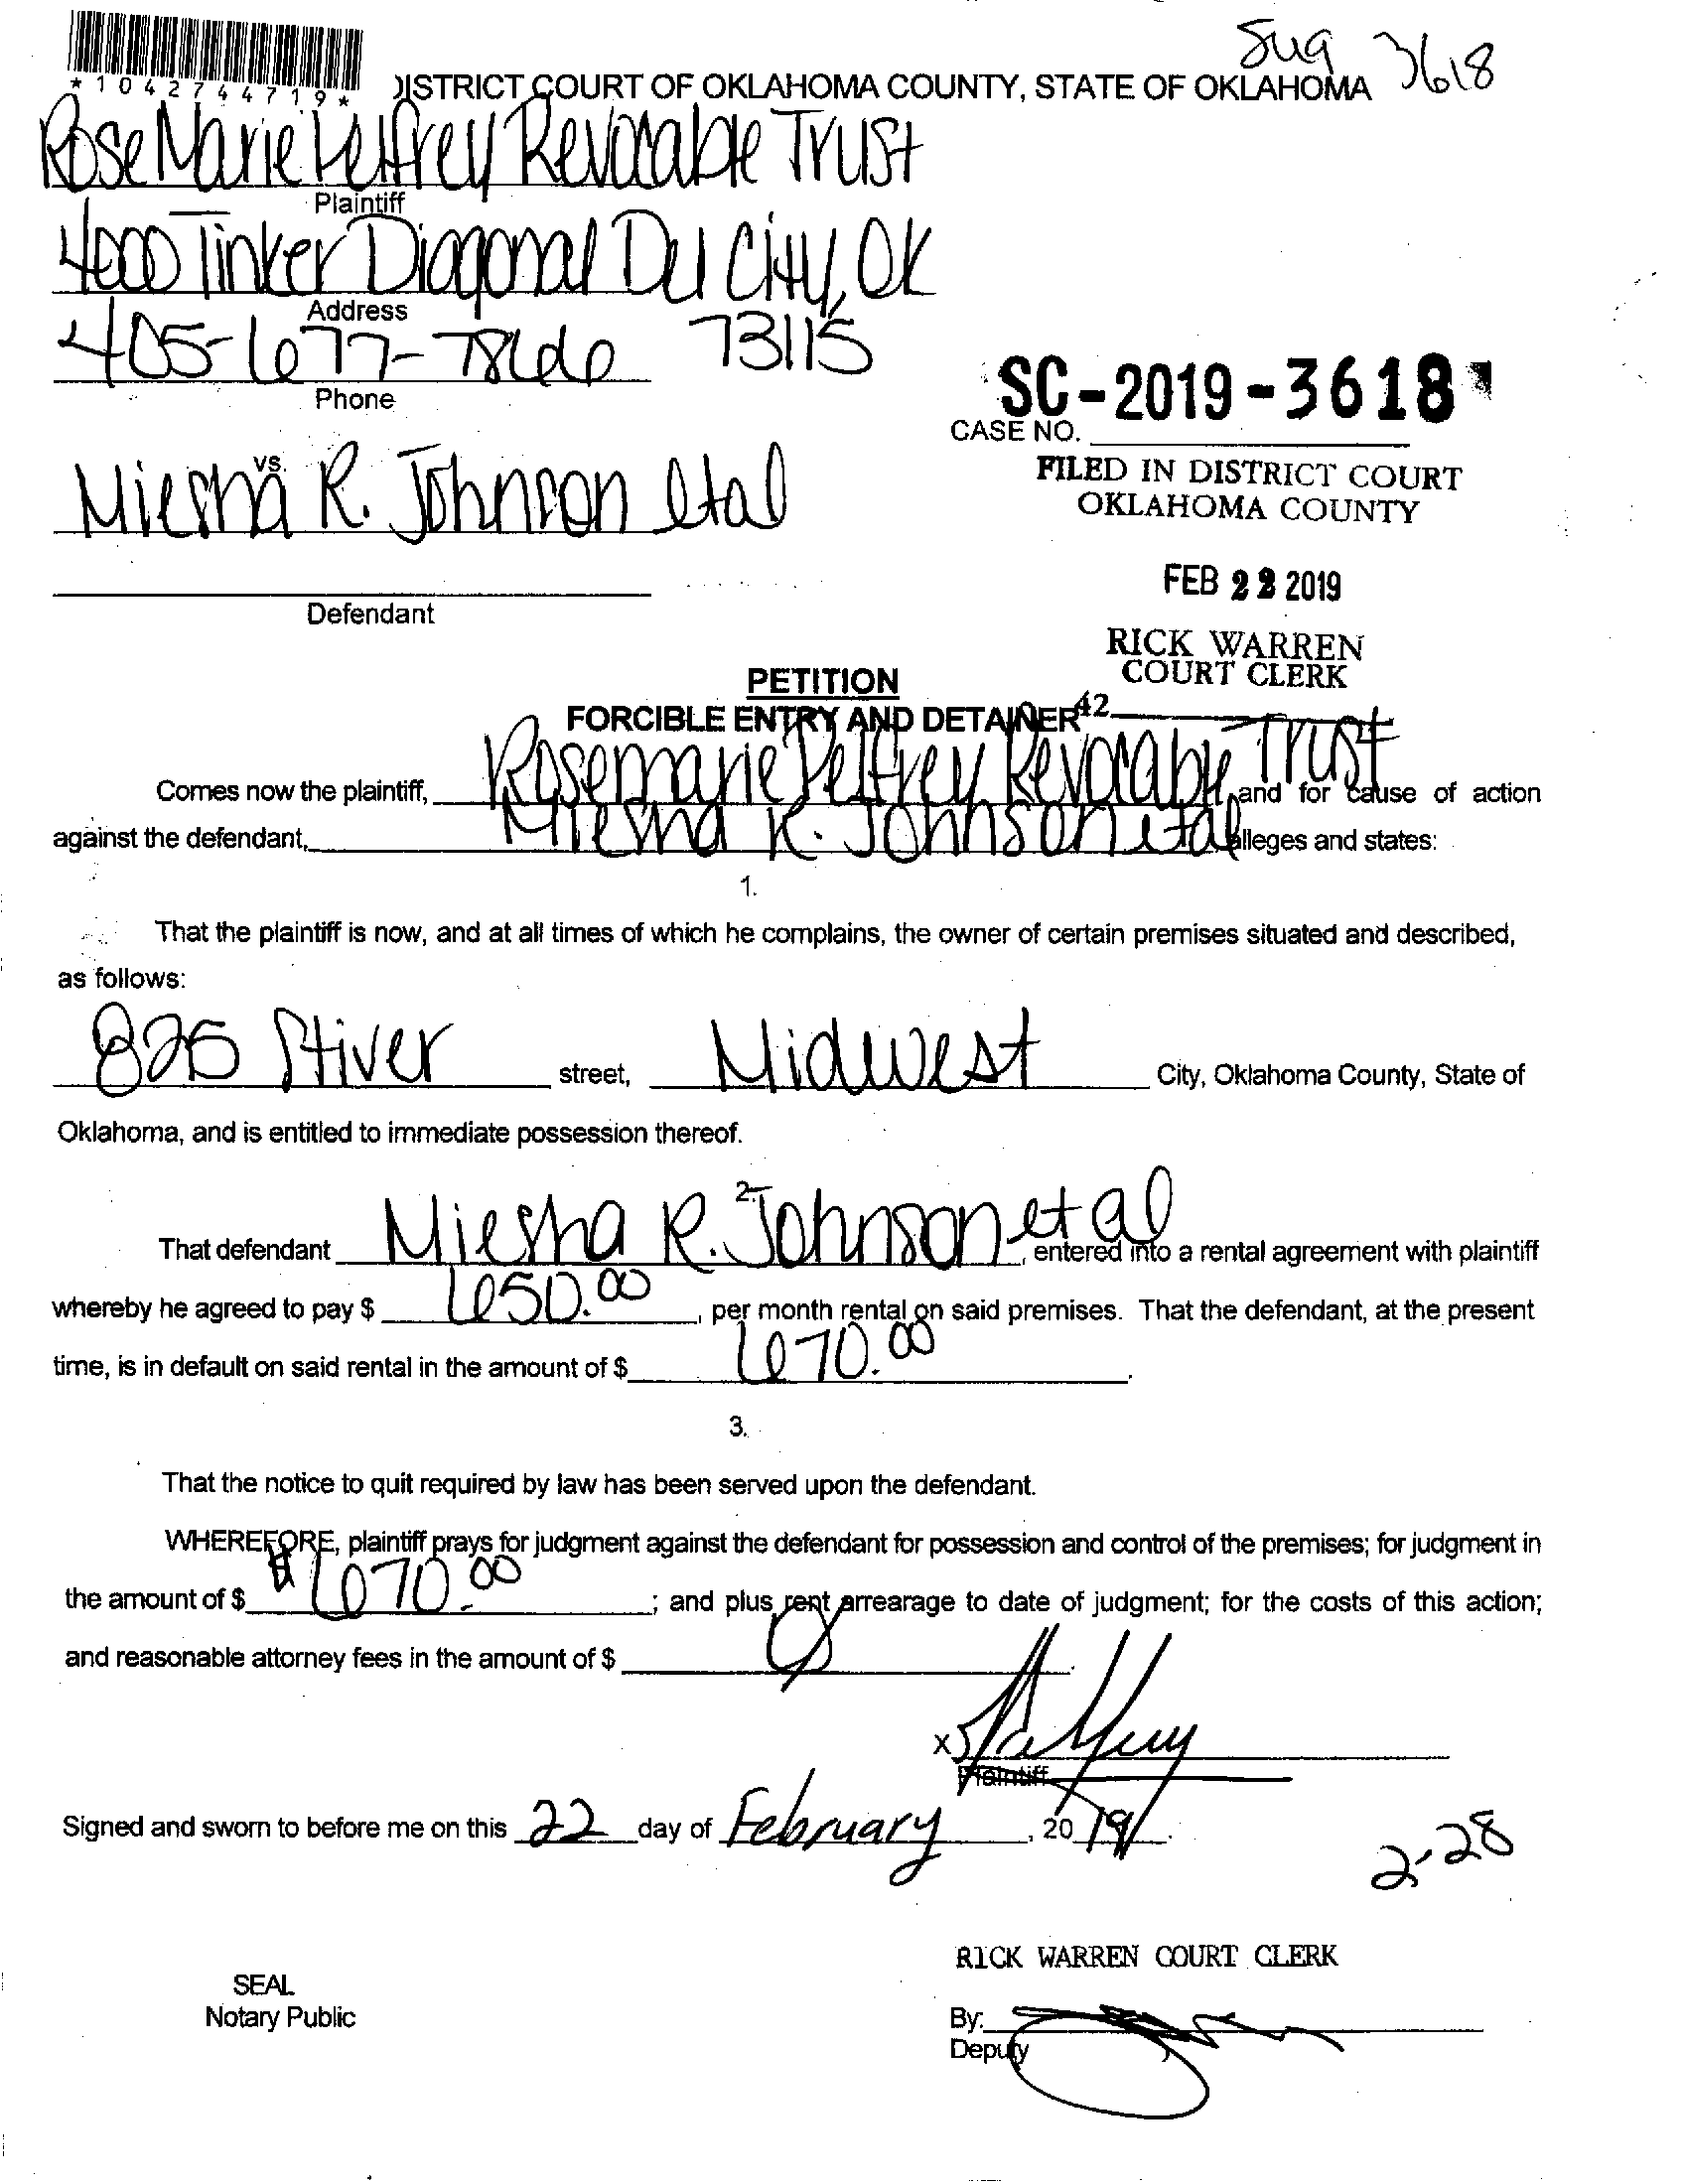 Sug 3618
*1042744719*
DISTRICT COURT OF OKLAHOMA COUNTY, STATE OF OKLAHOMA
Rose Marie Pelfrey Revocable Trust
Plaintiff
4000 Tinker Diagonal Del City, OK
Address
405-677-7866 73115
Phone
SC-2019-3618
CASE NO.
vs.
Miesha R. Johnson etal
FILED IN DISTRICT COURT
OKLAHOMA COUNTY
FEB 22 2019
Defendant
RICK WARREN
COURT CLERK
PETITION
42
FORCIBLE ENTRY AND DETAINER
Comes now the plaintiff, Rosemarie Pelfrey Revocable Trust and for cause of action
against the defendant, Miesha R. Johnson etal alleges and states:
1.
That the plaintiff is now, and at all times of which he complains, the owner of certain premises situated and described,
as follows:
825 Stiver street, Midwest City, Oklahoma County, State of
Oklahoma, and is entitled to immediate possession thereof.
2.
That defendant Miesha R. Johnson et al, entered into a rental agreement with plaintiff
whereby he agreed to pay $ 650.00, per month rental on said premises. That the defendant, at the present
time, is in default on said rental in the amount of $ 670.00.
3.
That the notice to quit required by law has been served upon the defendant.
WHEREFORE, plaintiff prays for judgment against the defendant for possession and control of the premises; for judgment in
the amount of $ $670.00; and plus rent arrearage to date of judgment; for the costs of this action;
and reasonable attorney fees in the amount of $ 0
x
Plaintiff
Signed and sworn to before me on this 22 day of February, 2019.
2-28
RICK WARREN COURT CLERK
SEAL
Notary Public
By:
Deputy